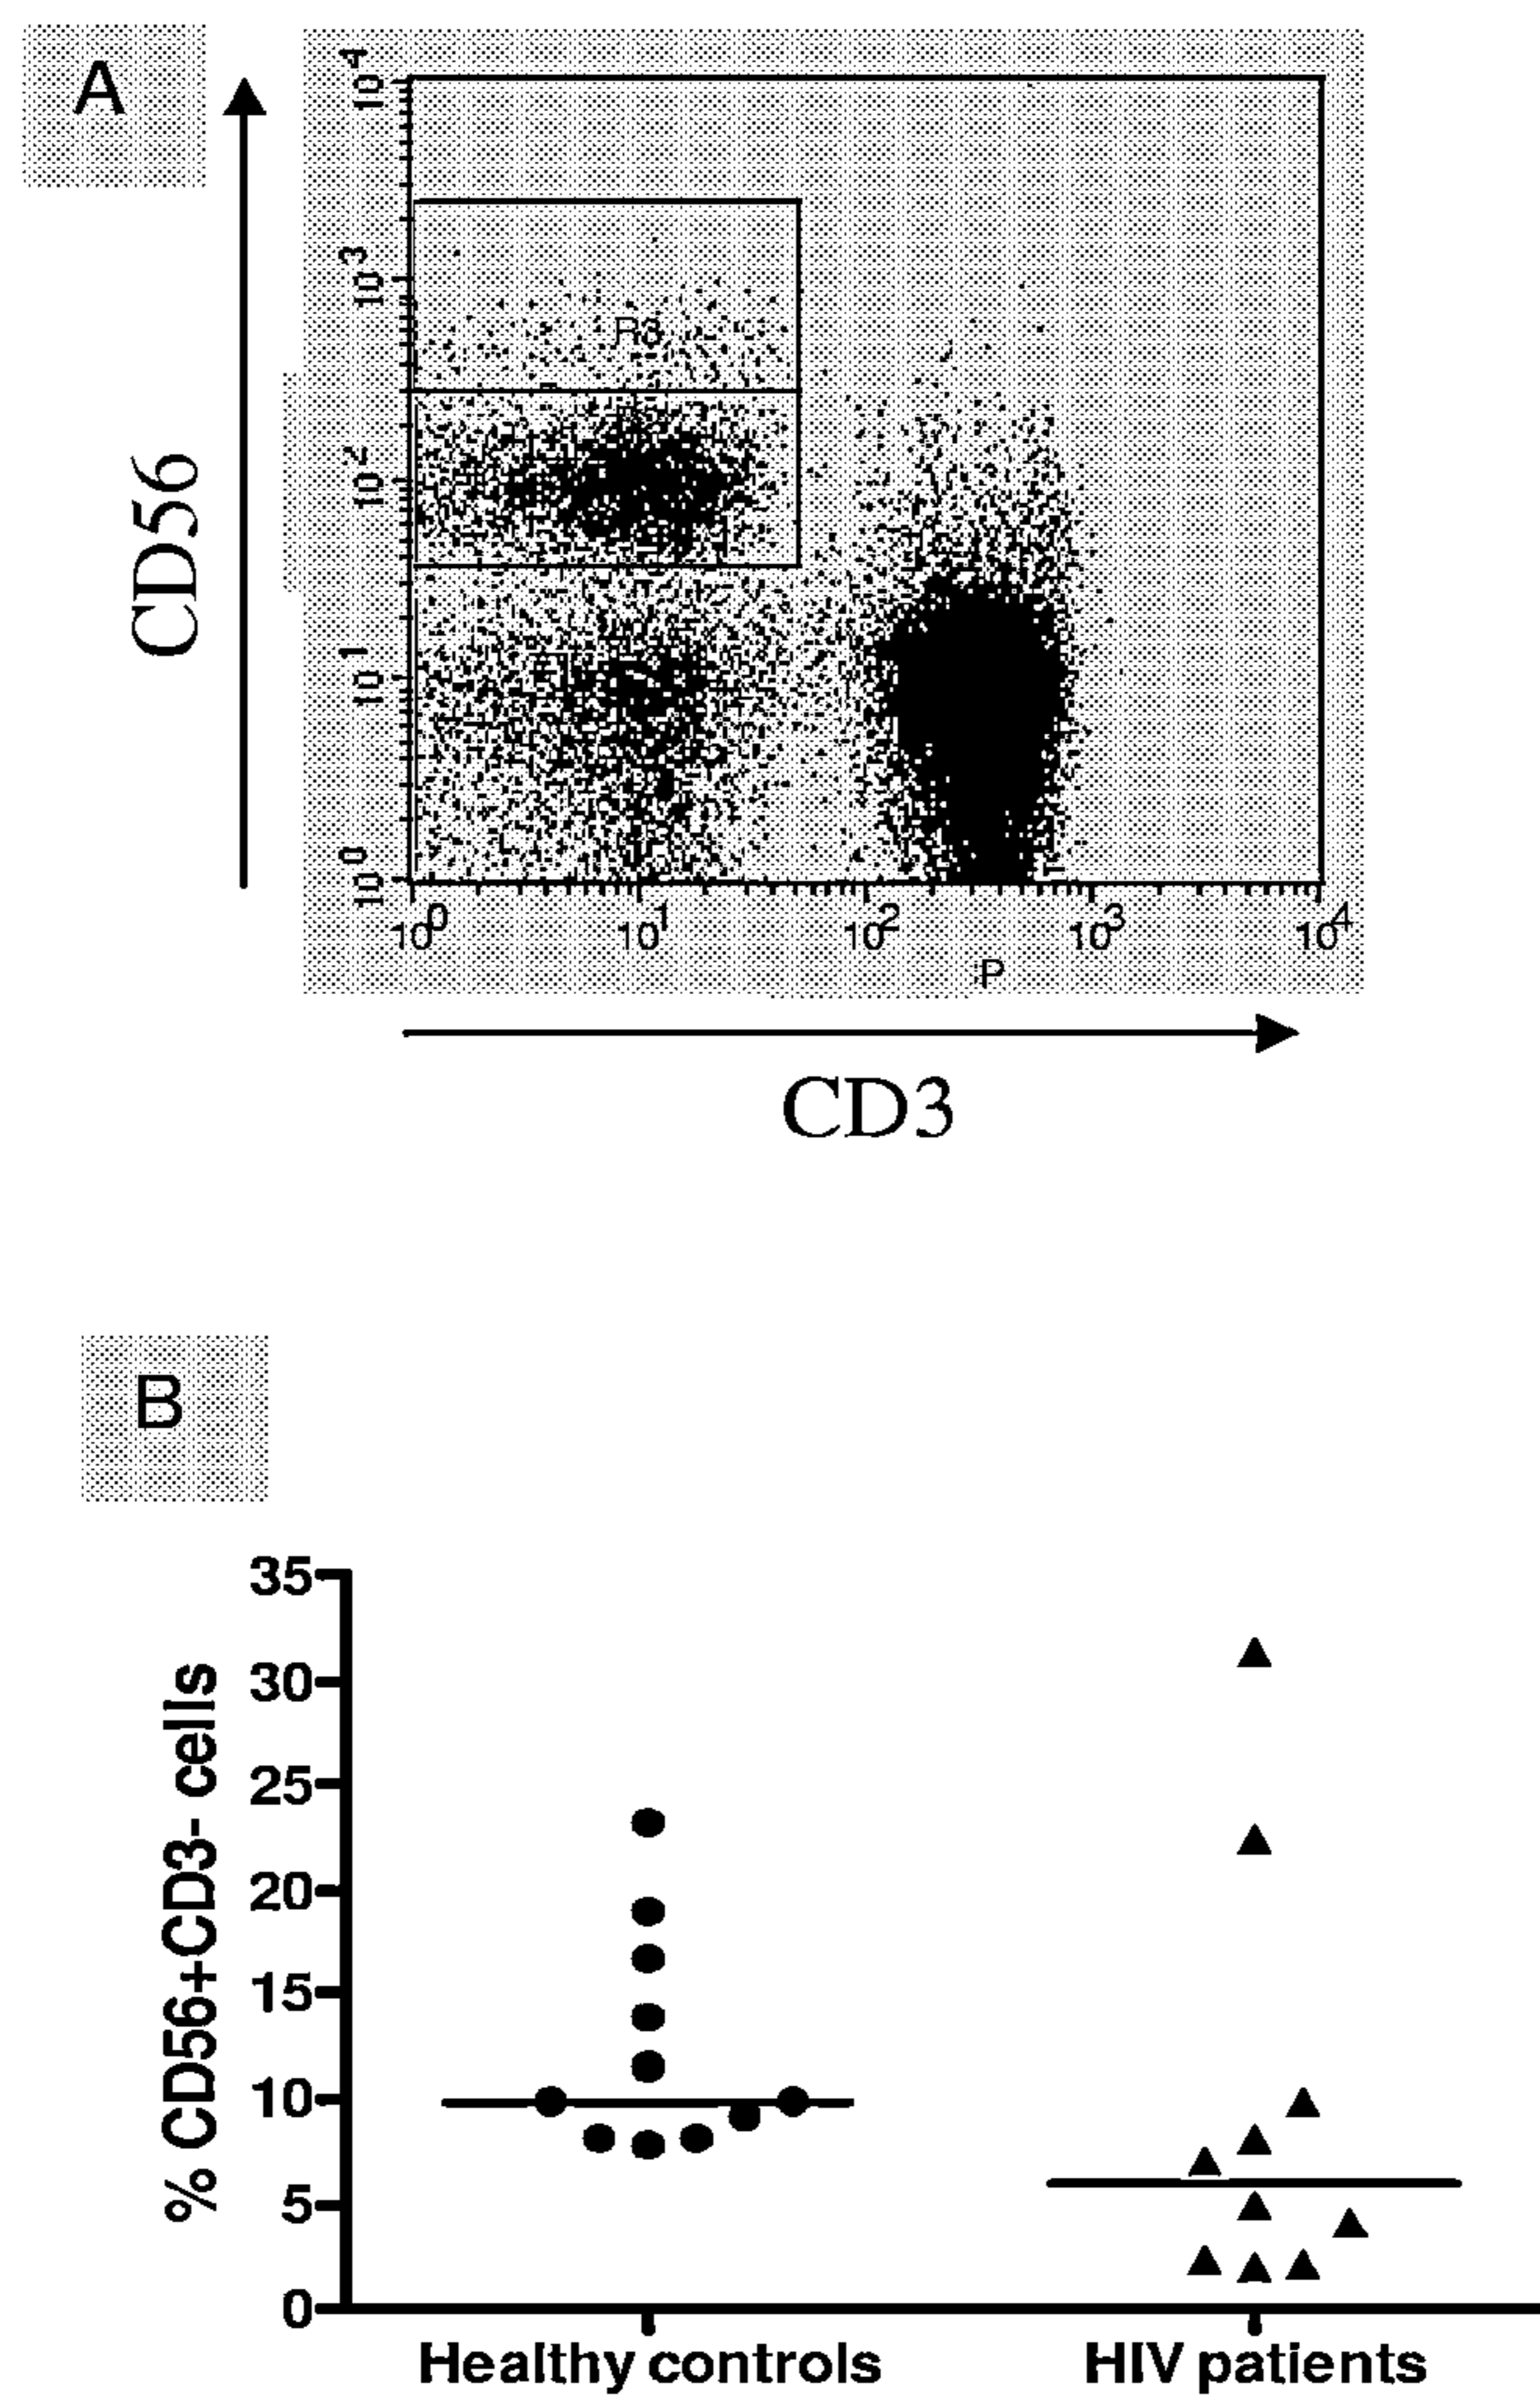 A
CD56
10^4
10^3
10^2
10^1
10^0
R3
10^0 10^1 10^2 10^3 10^4
P
CD3
B
% CD56+CD3- cells
35
30
25
20
15
10
5
0
Healthy controls HIV patients